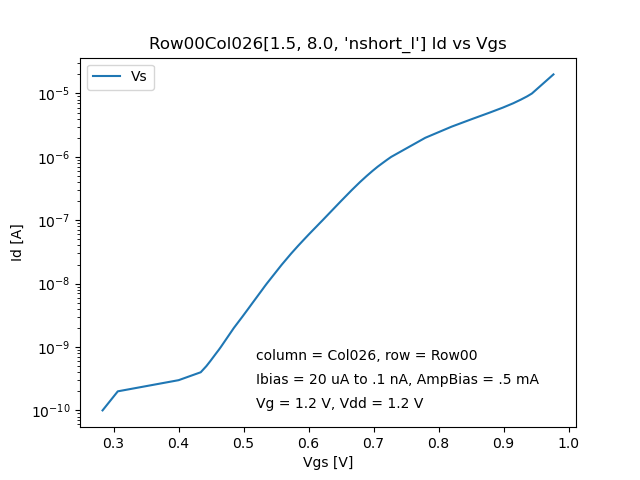 Row00Col026[1.5, 8.0, 'nshort_l'] Id vs Vgs
Vs
10⁻⁵
10⁻⁶
10⁻⁷
10⁻⁸
10⁻⁹
10⁻¹⁰
Id [A]
column = Col026, row = Row00
Ibias = 20 uA to .1 nA, AmpBias = .5 mA
Vg = 1.2 V, Vdd = 1.2 V
0.3 0.4 0.5 0.6 0.7 0.8 0.9 1.0
Vgs [V]